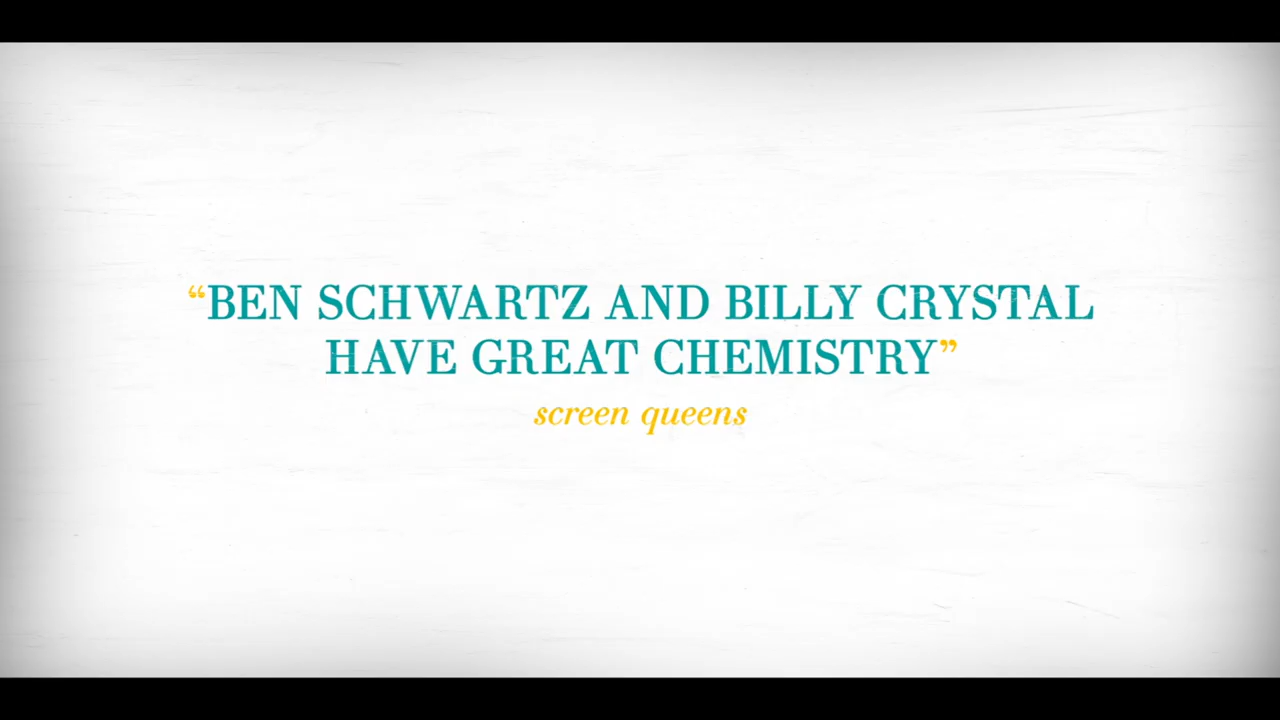 “BEN SCHWARTZ AND BILLY CRYSTAL
HAVE GREAT CHEMISTRY”
screen queens